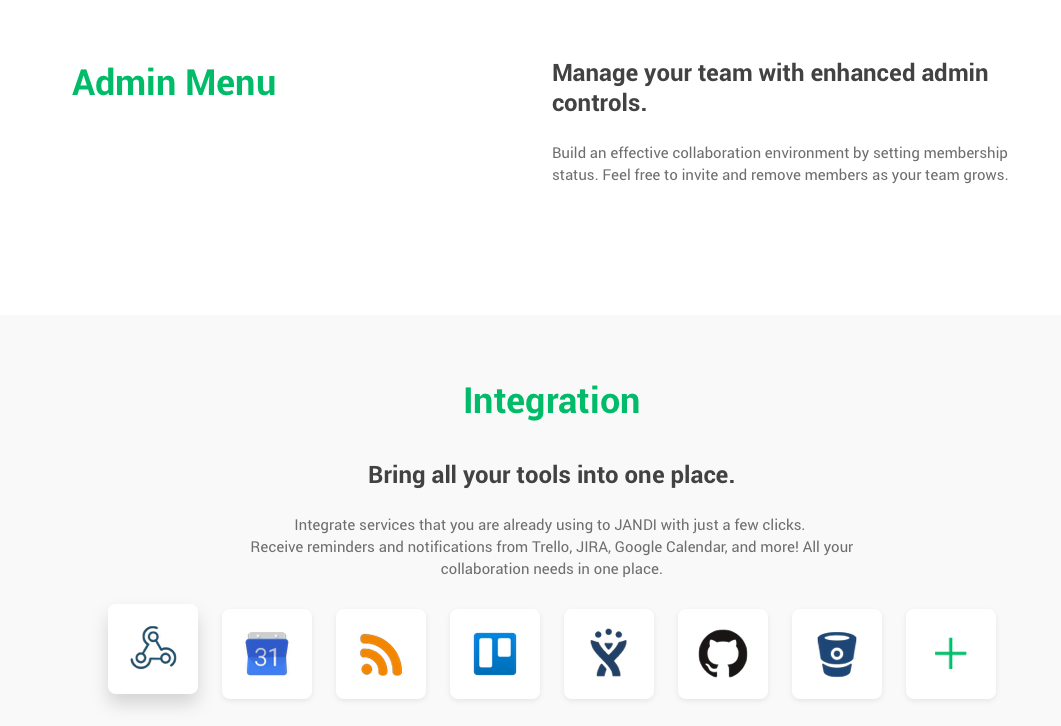 Admin Menu
Manage your team with enhanced admin
controls.
Build an effective collaboration environment by setting membership
status. Feel free to invite and remove members as your team grows.
Integration
Bring all your tools into one place.
Integrate services that you are already using to JANDI with just a few clicks.
Receive reminders and notifications from Trello, JIRA, Google Calendar, and more! All your
collaboration needs in one place.
31